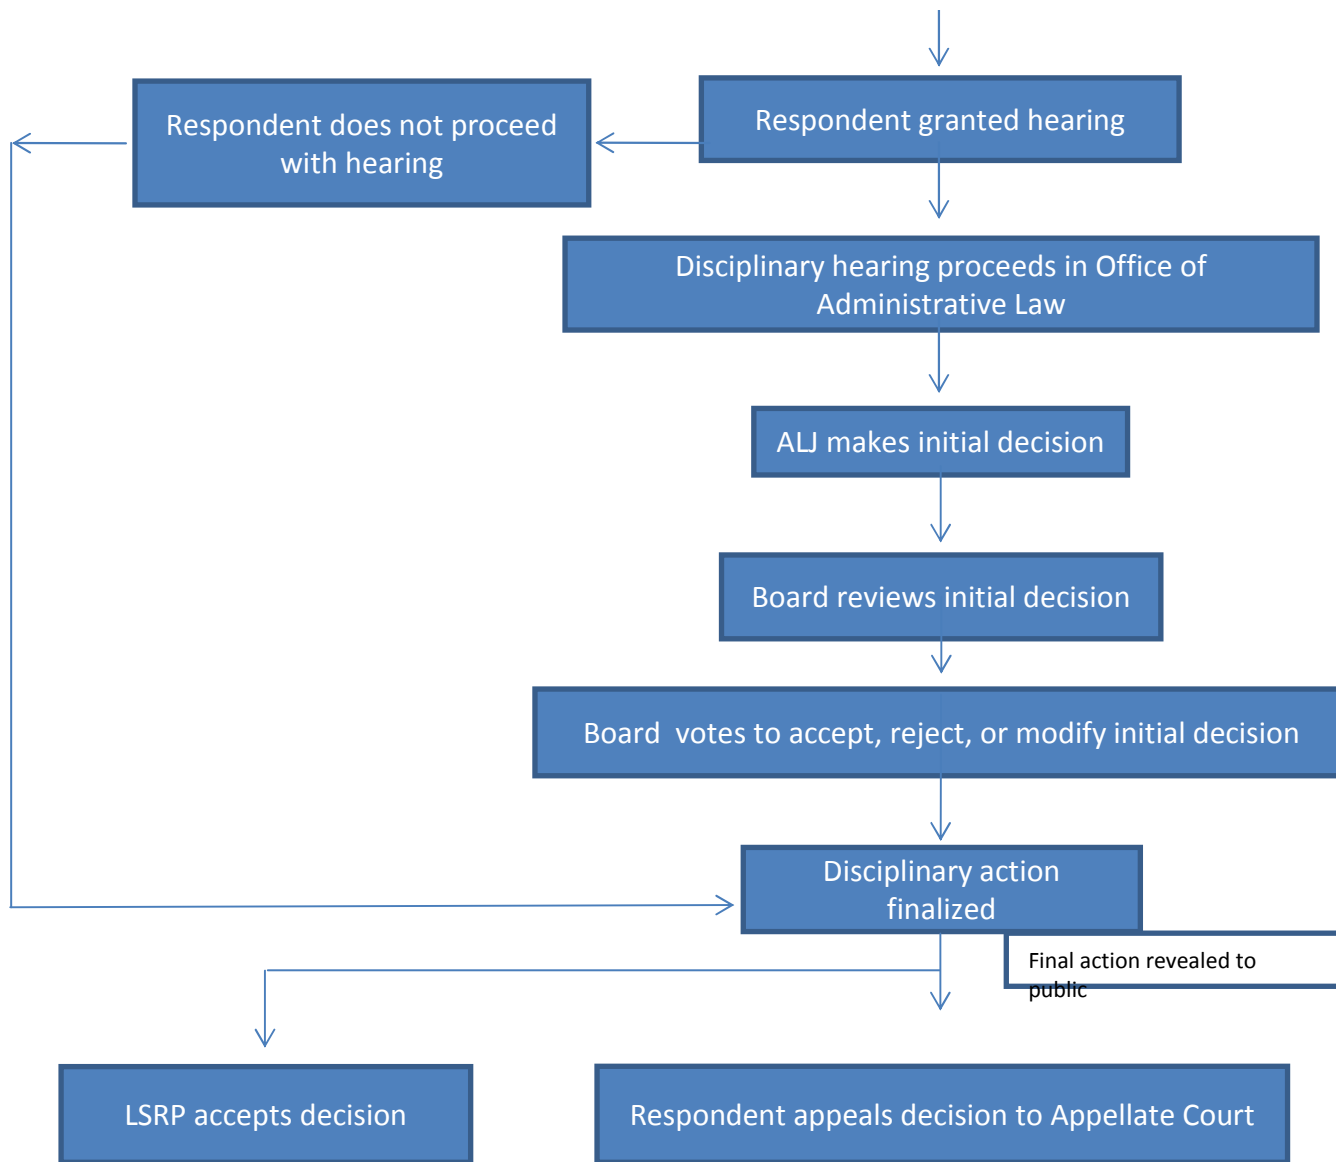 Respondent does not proceed
with hearing
Respondent granted hearing
Disciplinary hearing proceeds in Office of
Administrative Law
ALJ makes initial decision
Board reviews initial decision
Board  votes to accept, reject, or modify initial decision
Disciplinary action
finalized
Final action revealed to
public
LSRP accepts decision
Respondent appeals decision to Appellate Court